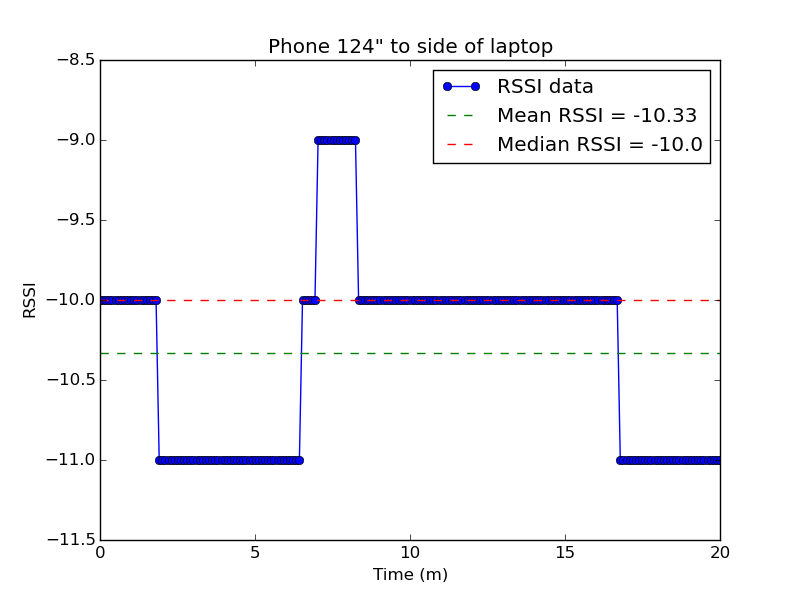 Phone 124" to side of laptop
RSSI data
Mean RSSI = -10.33
Median RSSI = -10.0
−8.5
−9.0
−9.5
−10.0
−10.5
−11.0
−11.5
RSSI
0 5 10 15 20
Time (m)